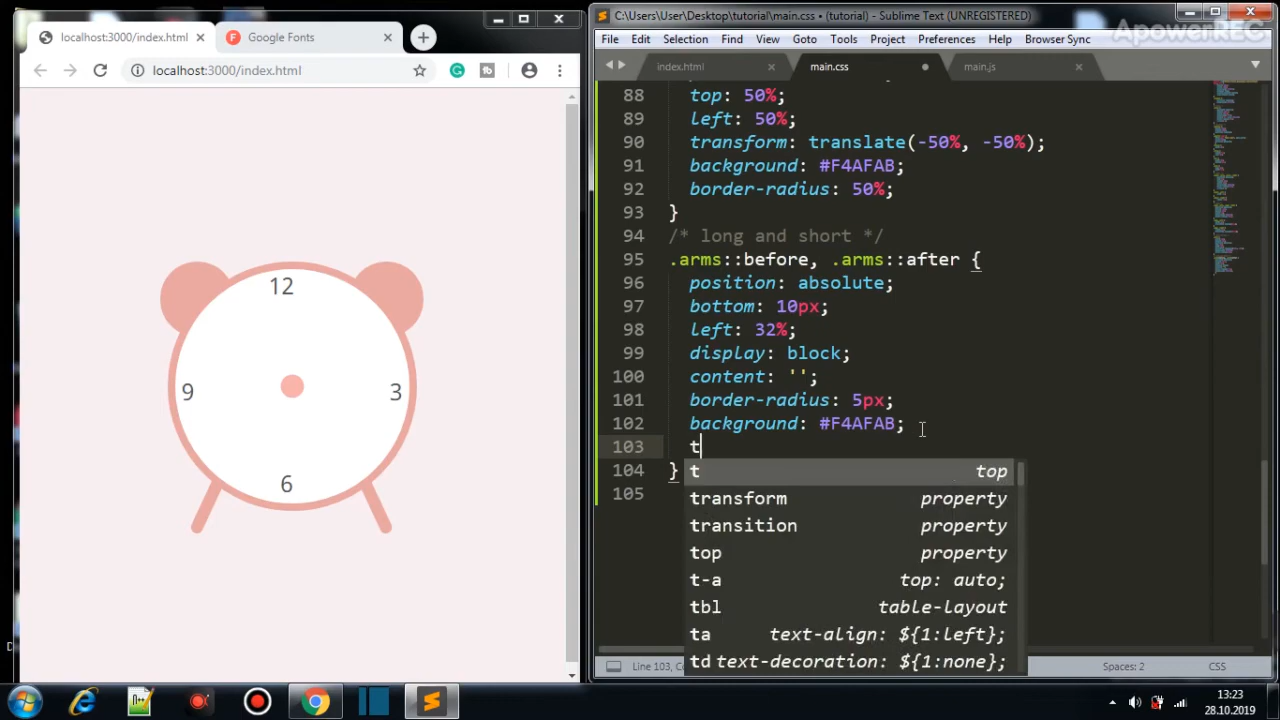 localhost:3000/index.html
Google Fonts
localhost:3000/index.html
12
9
3
6
C:\Users\User\Desktop\tutorial\main.css • (tutorial) - Sublime Text (UNREGISTERED)
ApowerREC
File Edit Selection Find View Goto Tools Project Preferences Help Browser Sync
index.html main.css main.js
88 top: 50%;
89 left: 50%;
90 transform: translate(-50%, -50%);
91 background: #F4AFAB;
92 border-radius: 50%;
93 }
94 /* long and short */
95 .arms::before, .arms::after {
96 position: absolute;
97 bottom: 10px;
98 left: 32%;
99 display: block;
100 content: '';
101 border-radius: 5px;
102 background: #F4AFAB;
103 t
104 }
105
t top
transform property
transition property
top property
t-a top: auto;
tbl table-layout
ta text-align: ${1:left};
td text-decoration: ${1:none};
Line 103, C
Spaces: 2
CSS
13:23
28.10.2019